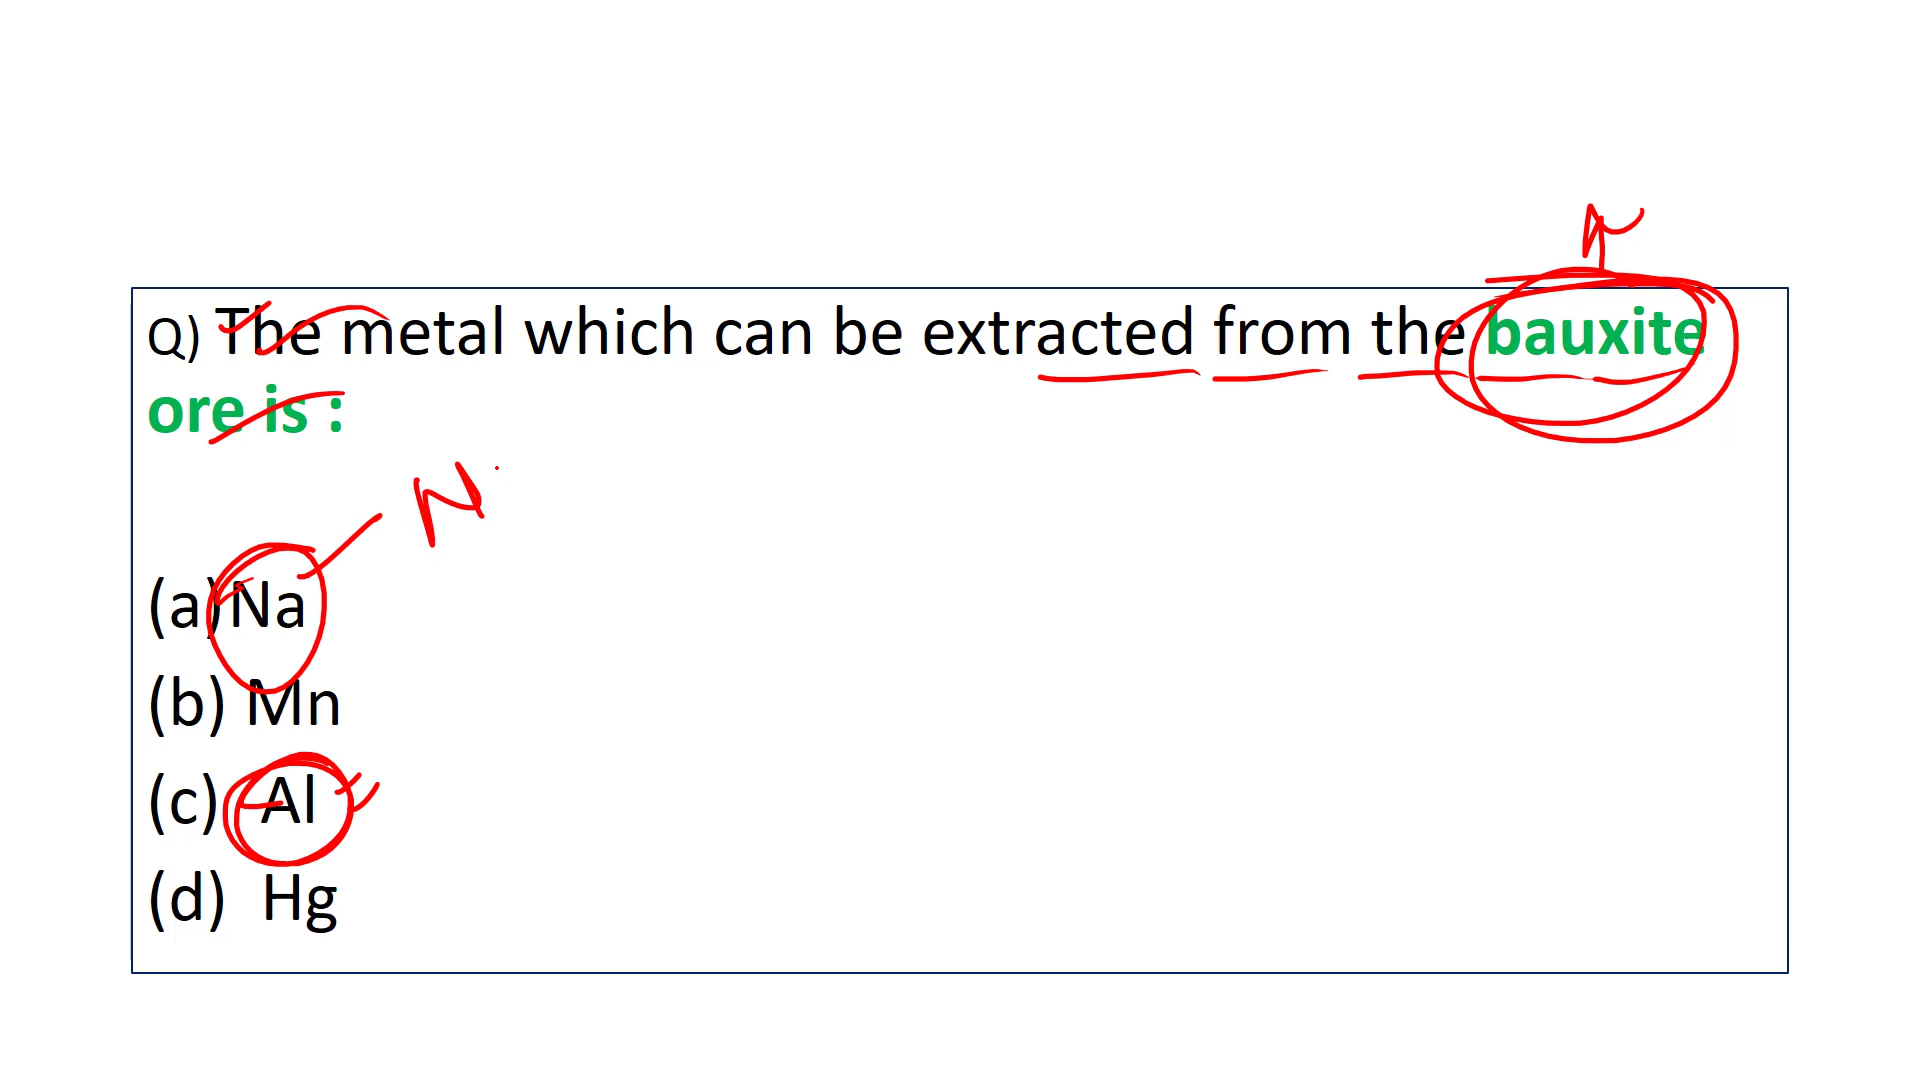 Q) The metal which can be extracted from the bauxite
ore is :
N
(a)Na
(b) Mn
(c) Al
(d) Hg